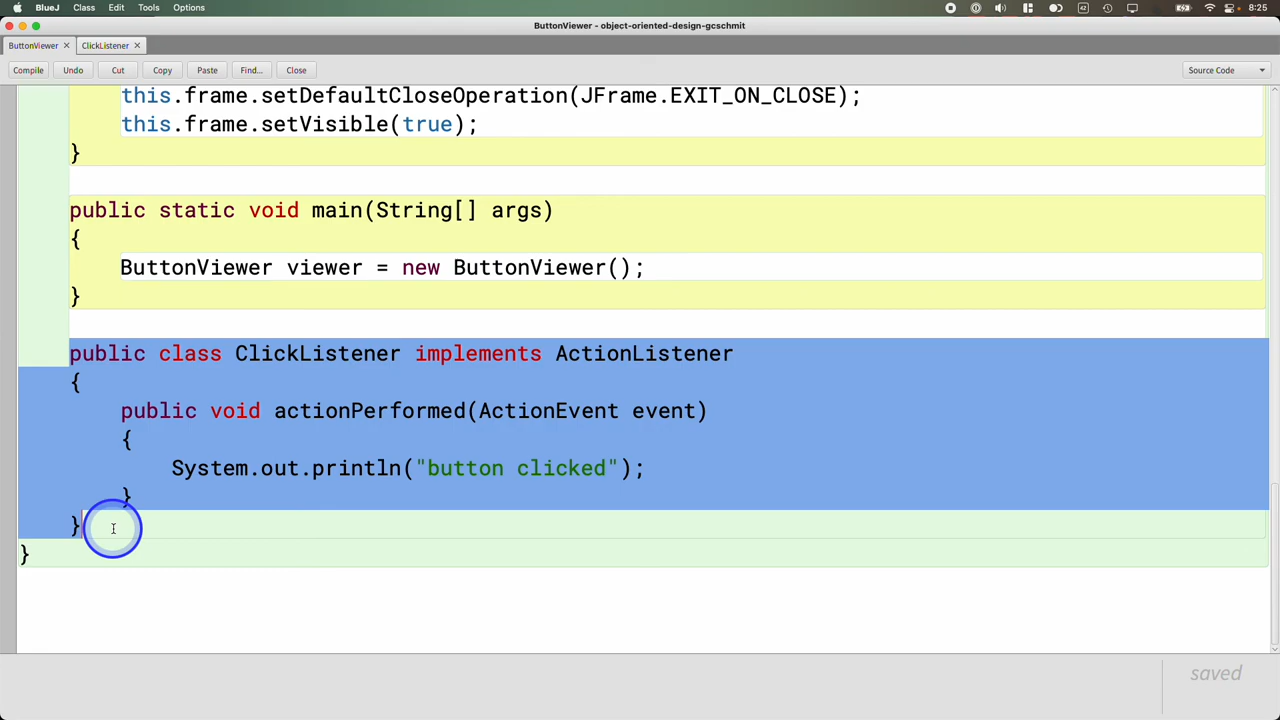 BlueJ Class Edit Tools Options 8:25
ButtonViewer - object-oriented-design-gcschmit
ButtonViewer ClickListener
Compile Undo Cut Copy Paste Find... Close Source Code
this.frame.setDefaultCloseOperation(JFrame.EXIT_ON_CLOSE);
this.frame.setVisible(true);
}
public static void main(String[] args)
{
ButtonViewer viewer = new ButtonViewer();
}
public class ClickListener implements ActionListener
{
public void actionPerformed(ActionEvent event)
{
System.out.println("button clicked");
}
}
}
saved